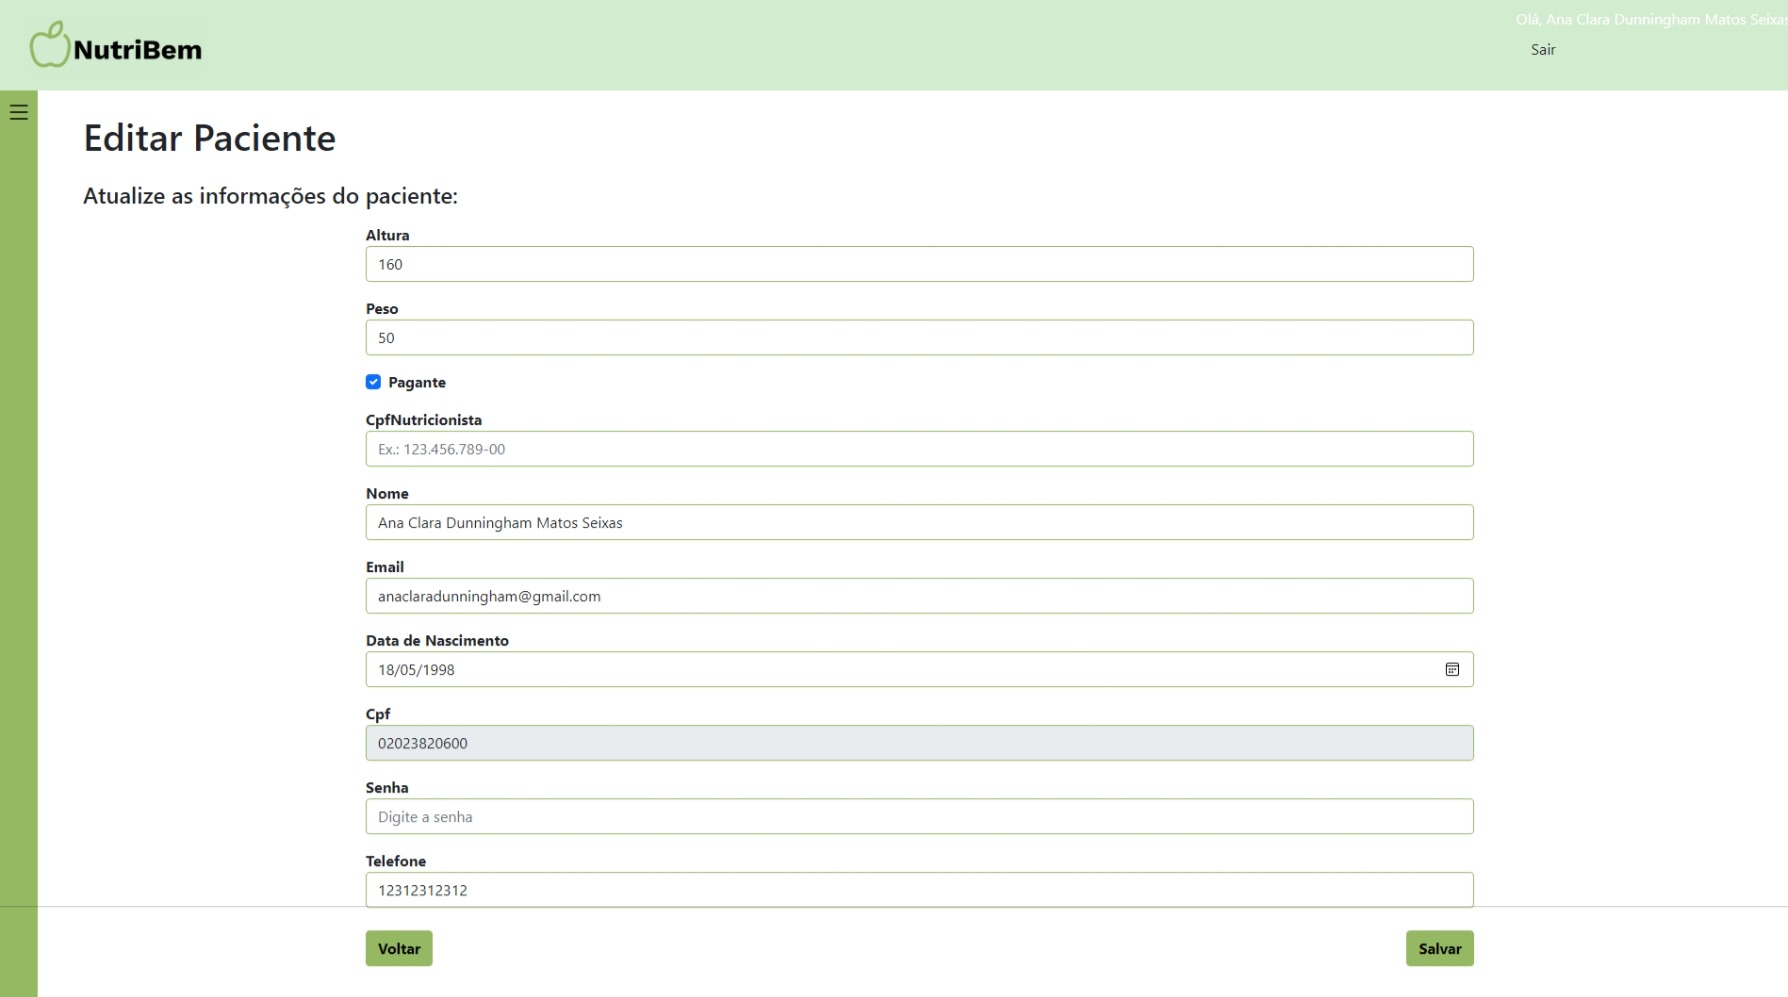 Olá, Ana Clara Dunningham Matos Seixas
NutriBem
Sair
Editar Paciente
Atualize as informações do paciente:
Altura
160
Peso
50
Pagante
CpfNutricionista
Ex.: 123.456.789-00
Nome
Ana Clara Dunningham Matos Seixas
Email
anaclaradunningham@gmail.com
Data de Nascimento
18/05/1998
Cpf
02023820600
Senha
Digite a senha
Telefone
12312312312
Voltar
Salvar